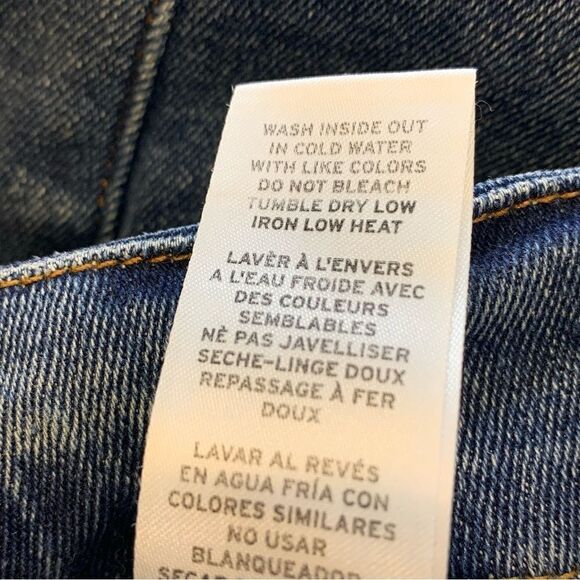 WASH INSIDE OUT
IN COLD WATER
WITH LIKE COLORS
DO NOT BLEACH
TUMBLE DRY LOW
IRON LOW HEAT
LAVÈR À L'ENVERS
A L'EAU FROIDE AVEC
DES COULEURS
SEMBLABLES
NÈ PAS JAVELLISER
SECHE-LINGE DOUX
REPASSAGE À FER
DOUX
LAVAR AL REVÉS
EN AGUA FRÍA CON
COLORES SIMILARES
NO USAR
BLANQUEADOR